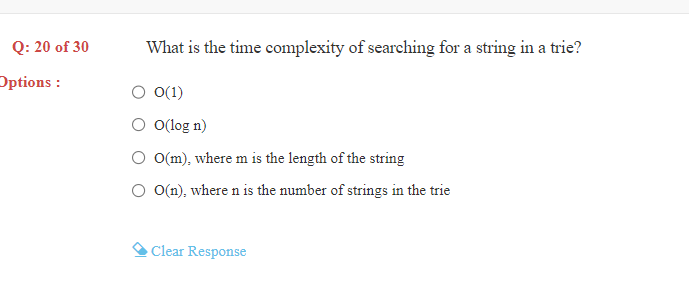 Q: 20 of 30
What is the time complexity of searching for a string in a trie?
Options :
O(1)
O(log n)
O(m), where m is the length of the string
O(n), where n is the number of strings in the trie
Clear Response